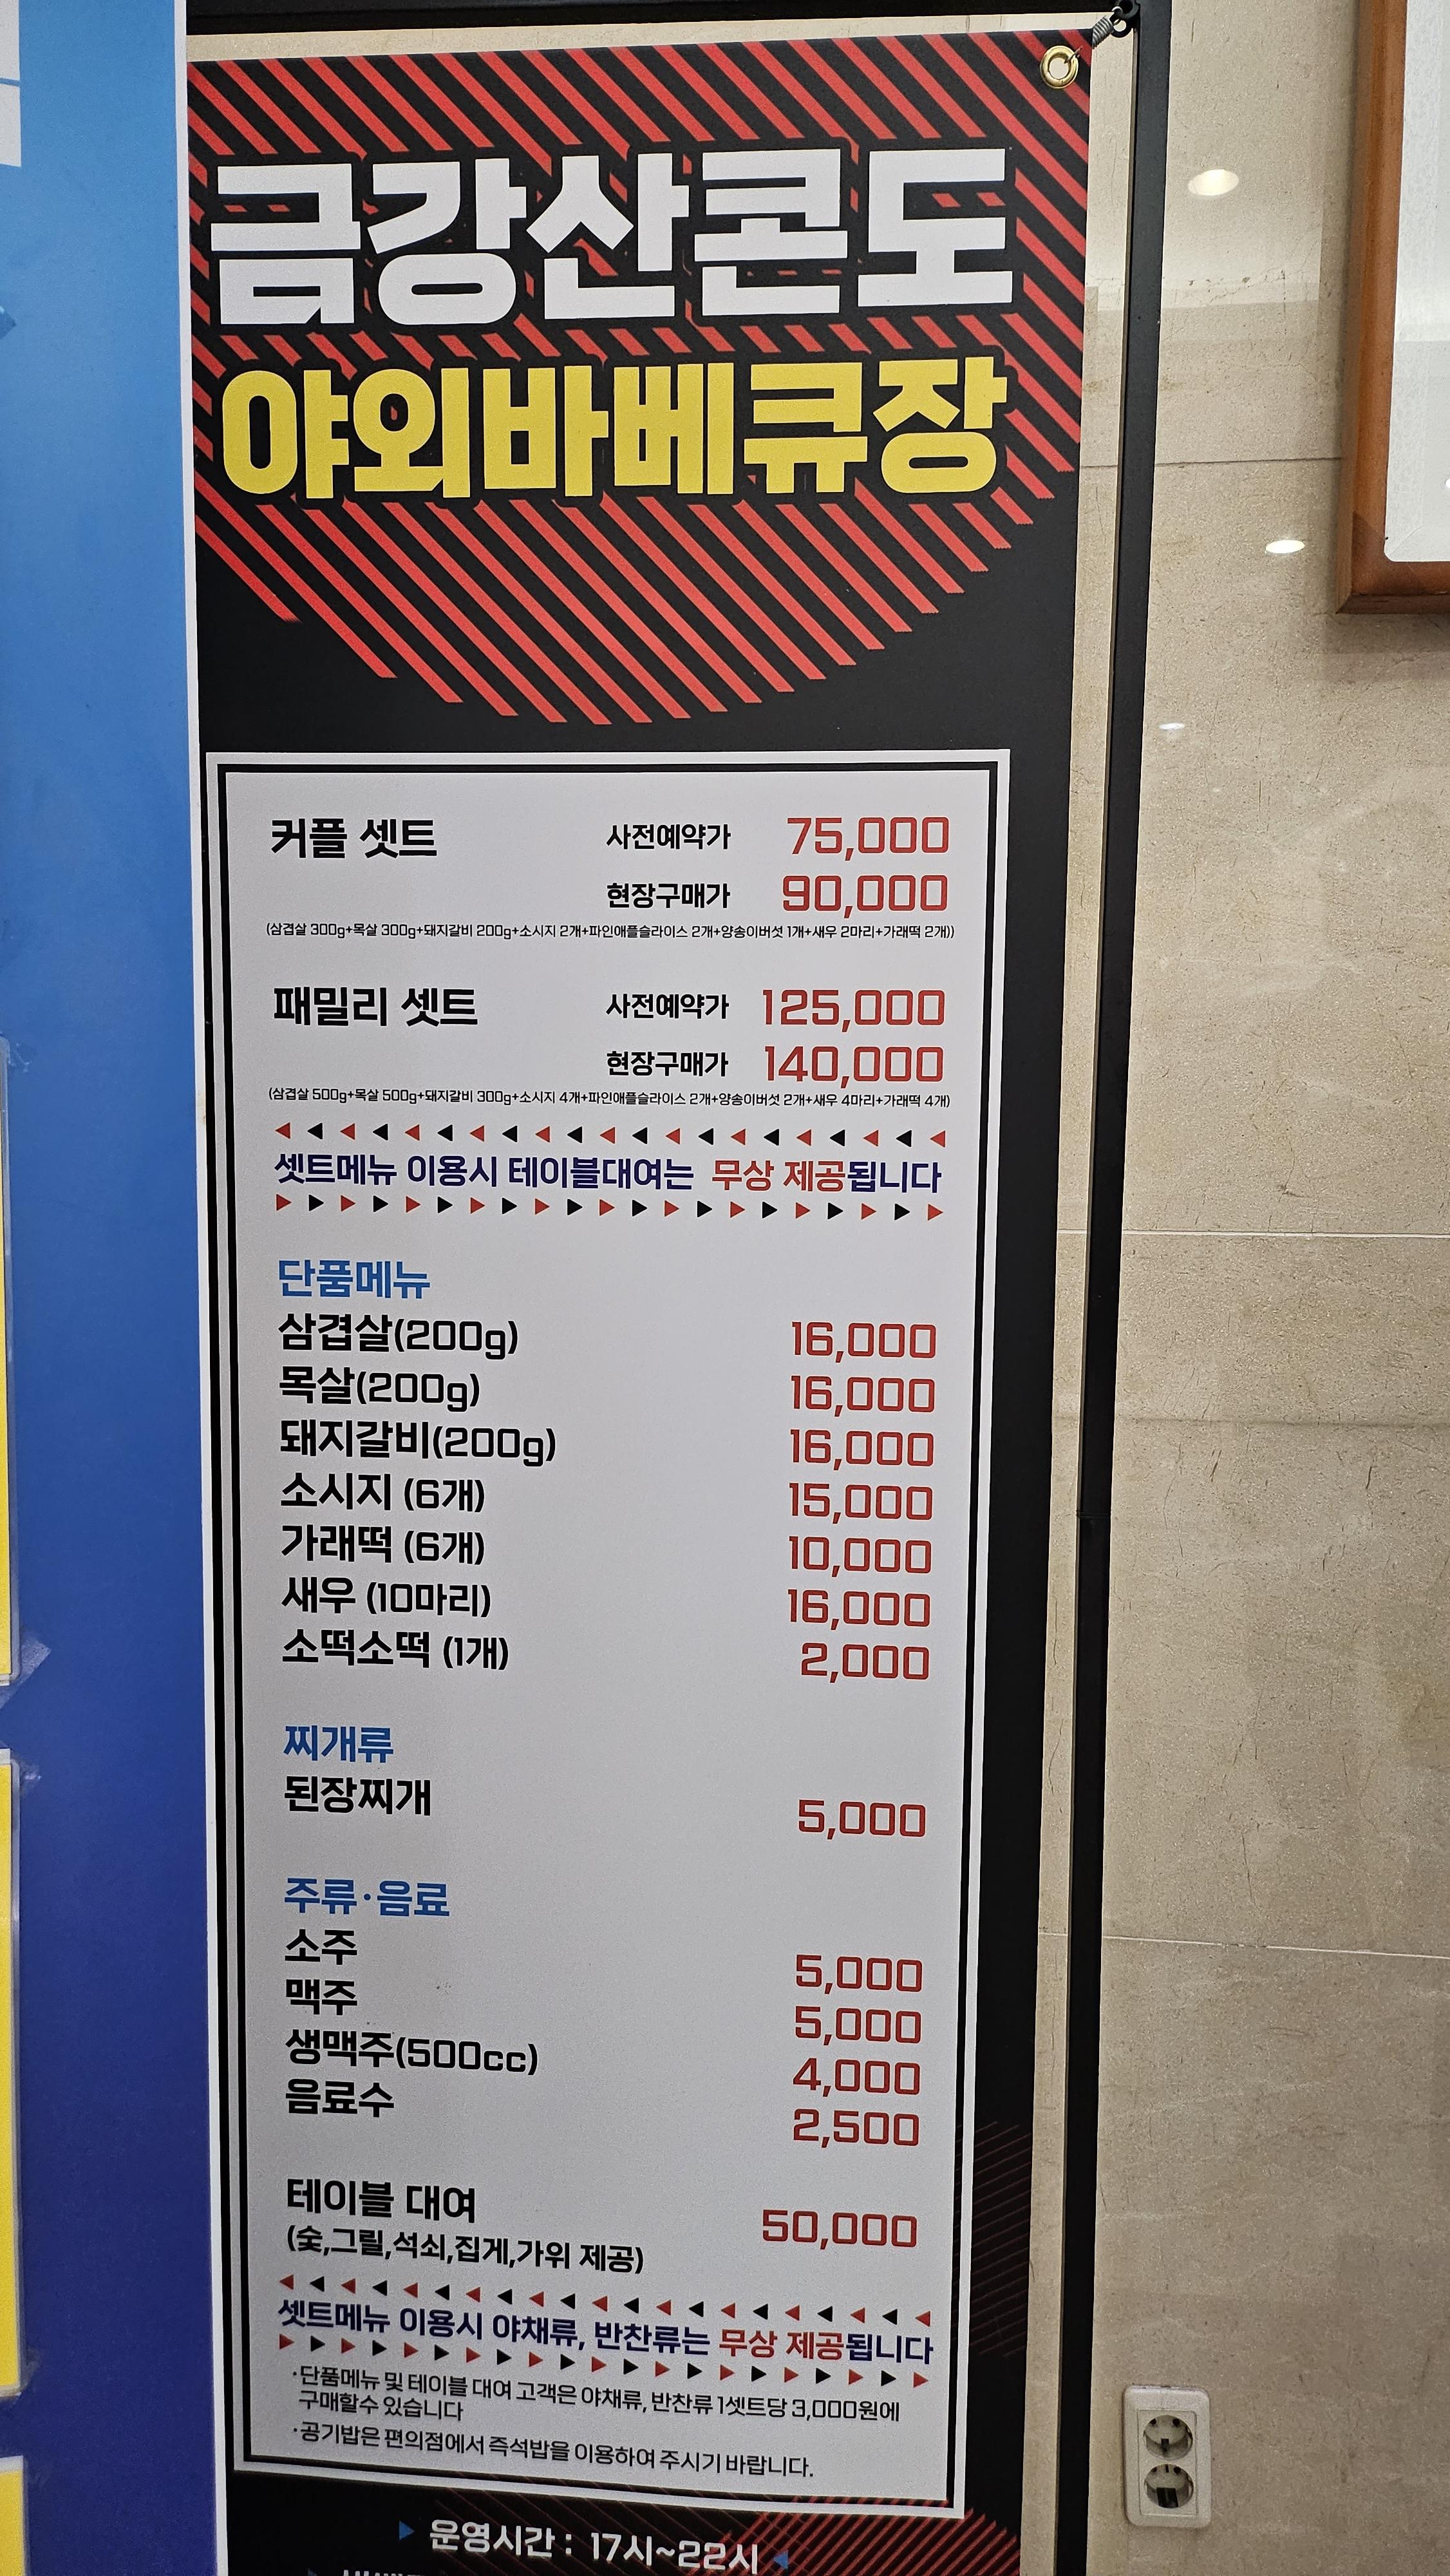 금강산콘도
야외바베큐장
커플 셋트 사전예약가 75,000
현장구매가 90,000
(삼겹살 300g+목살 300g+돼지갈비 200g+소시지 2개+파인애플슬라이스 2개+양송이버섯 1개+새우 2마리+가래떡 2개))
패밀리 셋트 사전예약가 125,000
현장구매가 140,000
(삼겹살 500g+목살 500g+돼지갈비 300g+소시지 4개+파인애플슬라이스 2개+양송이버섯 2개+새우 4마리+가래떡 4개)
셋트메뉴 이용시 테이블대여는 무상 제공됩니다
단품메뉴
삼겹살(200g) 16,000
목살(200g) 16,000
돼지갈비(200g) 16,000
소시지 (6개) 15,000
가래떡 (6개) 10,000
새우 (10마리) 16,000
소떡소떡 (1개) 2,000
찌개류
된장찌개 5,000
주류·음료
소주 5,000
맥주 5,000
생맥주(500cc) 4,000
음료수 2,500
테이블 대여 50,000
(숯,그릴,석쇠,집게,가위 제공)
셋트메뉴 이용시 야채류, 반찬류는 무상 제공됩니다
·단품메뉴 및 테이블 대여 고객은 야채류, 반찬류 1셋트당 3,000원에
구매할수 있습니다
·공기밥은 편의점에서 즉석밥을 이용하여 주시기 바랍니다.
운영시간 : 17시~22시